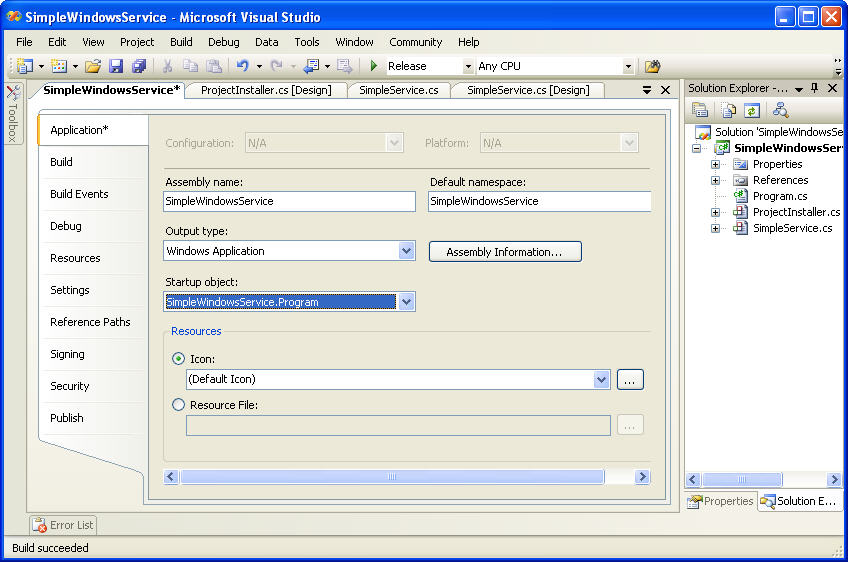 SimpleWindowsService - Microsoft Visual Studio
File Edit View Project Build Debug Data Tools Window Community Help
Release Any CPU
SimpleWindowsService* ProjectInstaller.cs [Design] SimpleService.cs SimpleService.cs [Design]
Toolbox
Application*
Build
Build Events
Debug
Resources
Settings
Reference Paths
Signing
Security
Publish
Configuration: N/A Platform: N/A
Assembly name: Default namespace:
SimpleWindowsService SimpleWindowsService
Output type:
Windows Application Assembly Information...
Startup object:
SimpleWindowsService.Program
Resources
Icon:
(Default Icon) ...
Resource File:
...
Solution Explorer -...
Solution 'SimpleWindowsSe
SimpleWindowsSer
Properties
References
Program.cs
ProjectInstaller.cs
SimpleService.cs
Properties Solution E...
Error List
Build succeeded